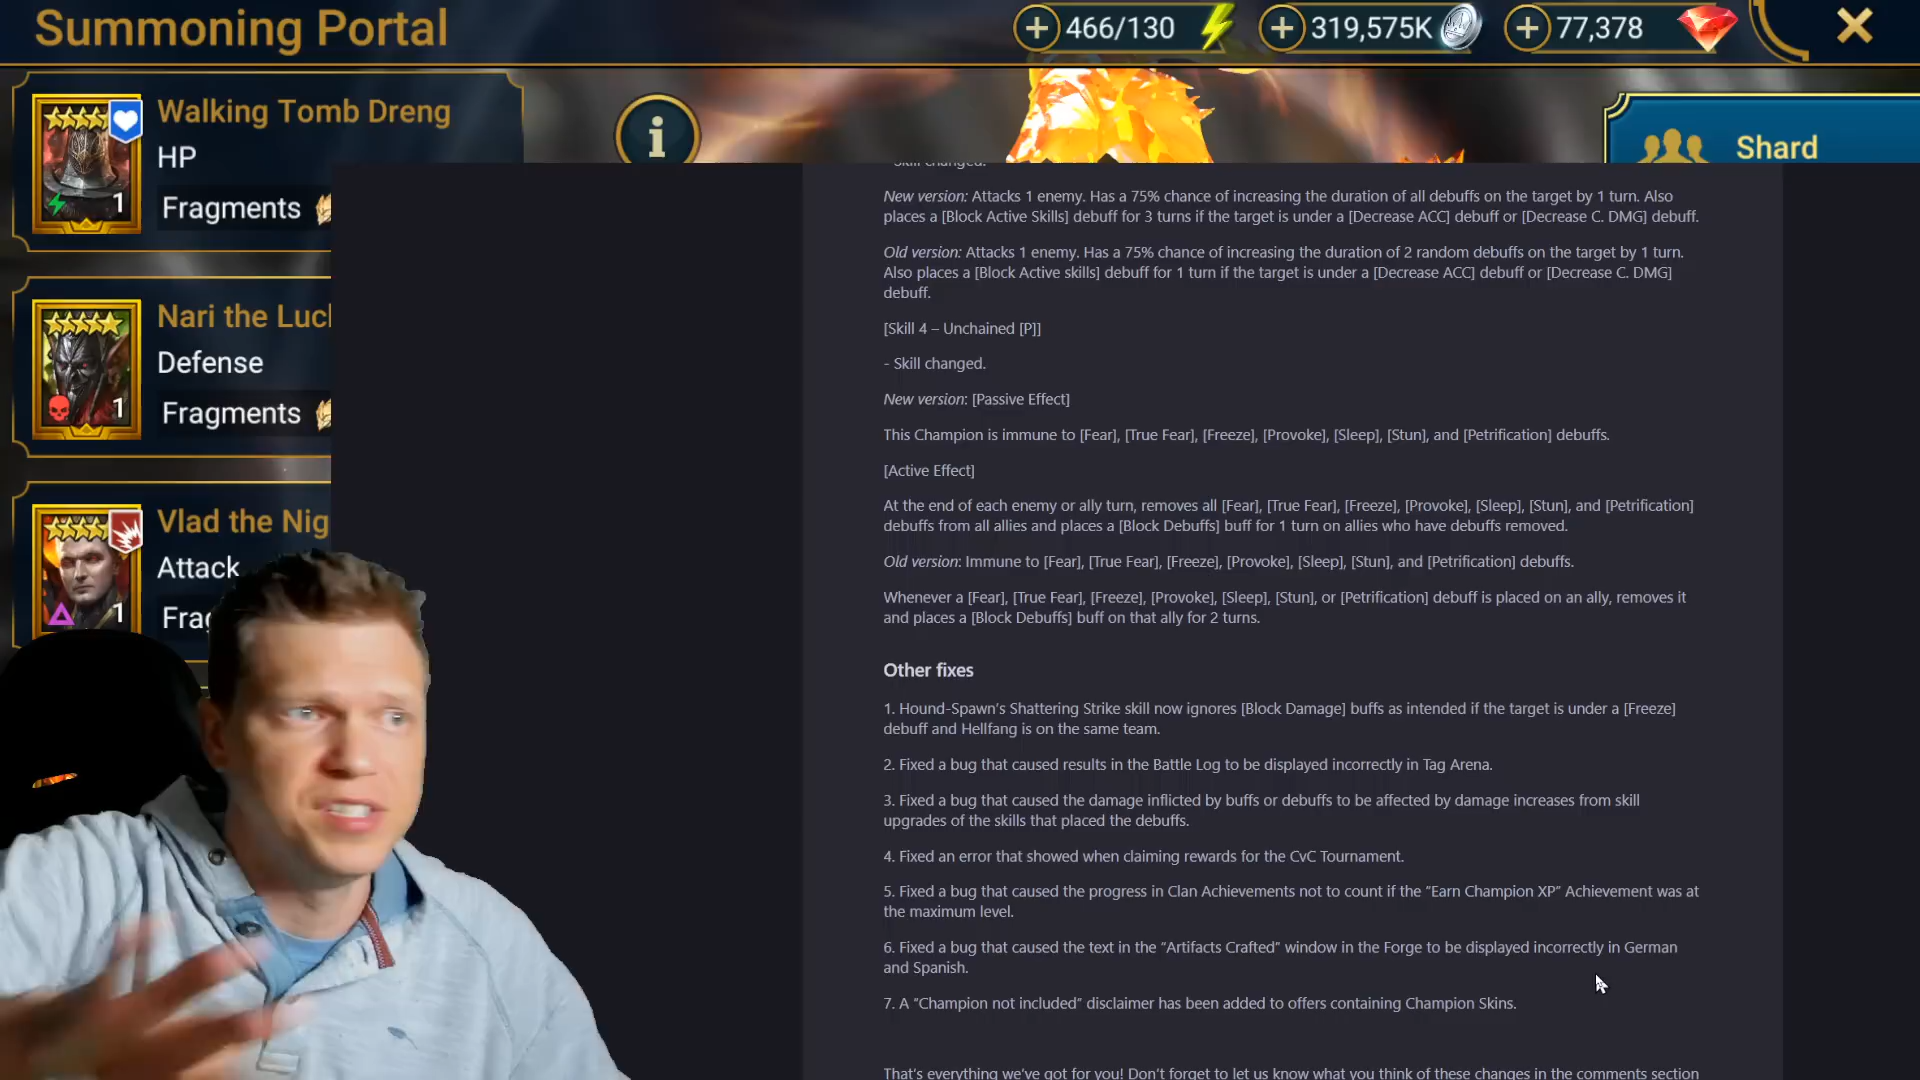 Summoning Portal
466/130
319,575K
77,378
Walking Tomb Dreng
HP
1
Fragments
i
Shard
Nari the Luc
Defense
1
Fragments
Vlad the Nig
Attack
1
Frag
Skill changed.
New version: Attacks 1 enemy. Has a 75% chance of increasing the duration of all debuffs on the target by 1 turn. Also
places a [Block Active Skills] debuff for 3 turns if the target is under a [Decrease ACC] debuff or [Decrease C. DMG] debuff.
Old version: Attacks 1 enemy. Has a 75% chance of increasing the duration of 2 random debuffs on the target by 1 turn.
Also places a [Block Active skills] debuff for 1 turn if the target is under a [Decrease ACC] debuff or [Decrease C. DMG]
debuff.
[Skill 4 – Unchained [P]]
- Skill changed.
New version: [Passive Effect]
This Champion is immune to [Fear], [True Fear], [Freeze], [Provoke], [Sleep], [Stun], and [Petrification] debuffs.
[Active Effect]
At the end of each enemy or ally turn, removes all [Fear], [True Fear], [Freeze], [Provoke], [Sleep], [Stun], and [Petrification]
debuffs from all allies and places a [Block Debuffs] buff for 1 turn on allies who have debuffs removed.
Old version: Immune to [Fear], [True Fear], [Freeze], [Provoke], [Sleep], [Stun], and [Petrification] debuffs.
Whenever a [Fear], [True Fear], [Freeze], [Provoke], [Sleep], [Stun], or [Petrification] debuff is placed on an ally, removes it
and places a [Block Debuffs] buff on that ally for 2 turns.
Other fixes
1. Hound-Spawn's Shattering Strike skill now ignores [Block Damage] buffs as intended if the target is under a [Freeze]
debuff and Hellfang is on the same team.
2. Fixed a bug that caused results in the Battle Log to be displayed incorrectly in Tag Arena.
3. Fixed a bug that caused the damage inflicted by buffs or debuffs to be affected by damage increases from skill
upgrades of the skills that placed the debuffs.
4. Fixed an error that showed when claiming rewards for the CvC Tournament.
5. Fixed a bug that caused the progress in Clan Achievements not to count if the "Earn Champion XP" Achievement was at
the maximum level.
6. Fixed a bug that caused the text in the "Artifacts Crafted" window in the Forge to be displayed incorrectly in German
and Spanish.
7. A "Champion not included" disclaimer has been added to offers containing Champion Skins.
That's everything we've got for you! Don't forget to let us know what you think of these changes in the comments section